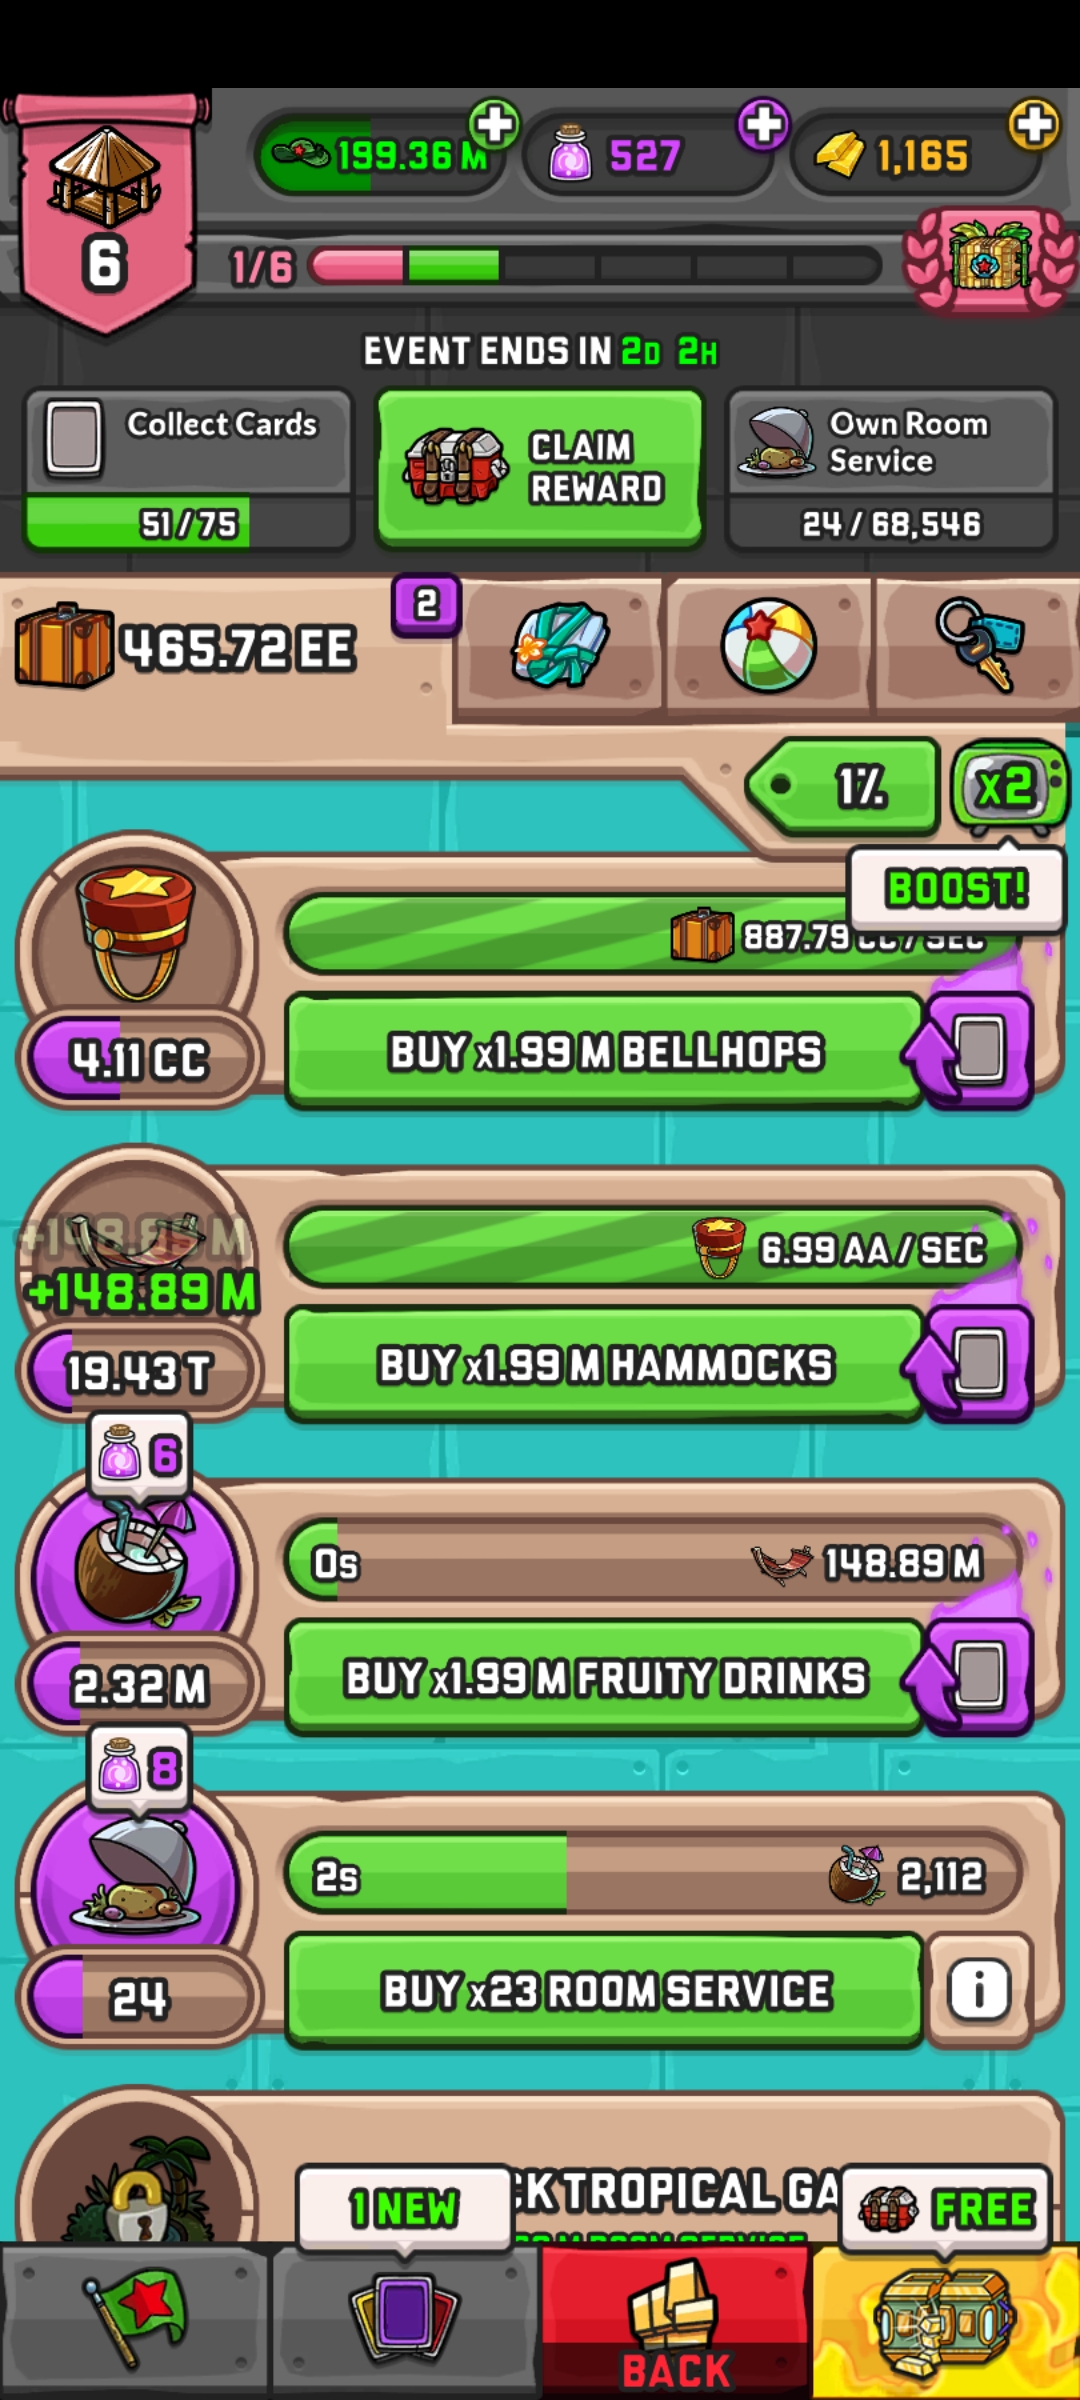 199.36 M
527
1,165
6
1/6
EVENT ENDS IN 2D 2H
Collect Cards
51/75
CLAIM
REWARD
Own Room
Service
24 / 68,546
465.72 EE
2
1%
x2
BOOST!
887.79 CC / SEC
4.11 CC
BUY x1.99 M BELLHOPS
+148.89 M
+148.89 M
6.99 AA / SEC
19.43 T
BUY x1.99 M HAMMOCKS
6
0s
148.89 M
2.32 M
BUY x1.99 M FRUITY DRINKS
8
2s
2,112
24
BUY x23 ROOM SERVICE
i
TROPICAL
1 NEW
FREE
M ROOM SERVICE
BACK